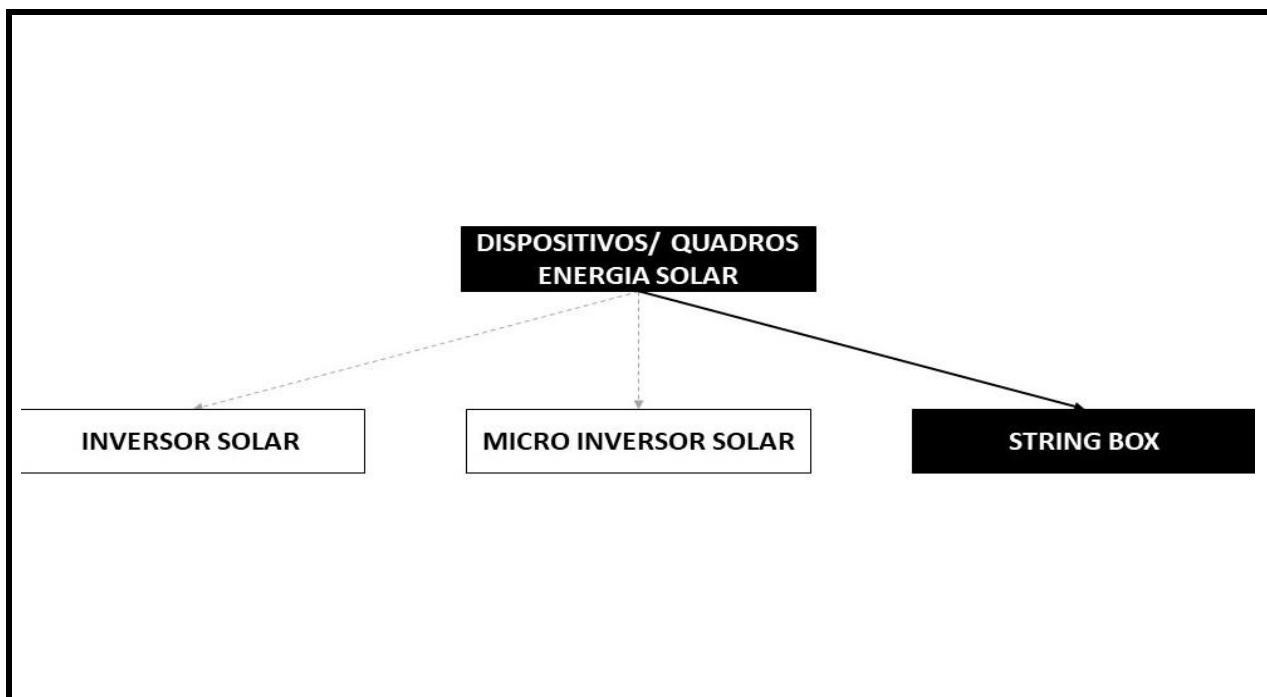 DISPOSITIVOS/ QUADROS
ENERGIA SOLAR
INVERSOR SOLAR
MICRO INVERSOR SOLAR
STRING BOX